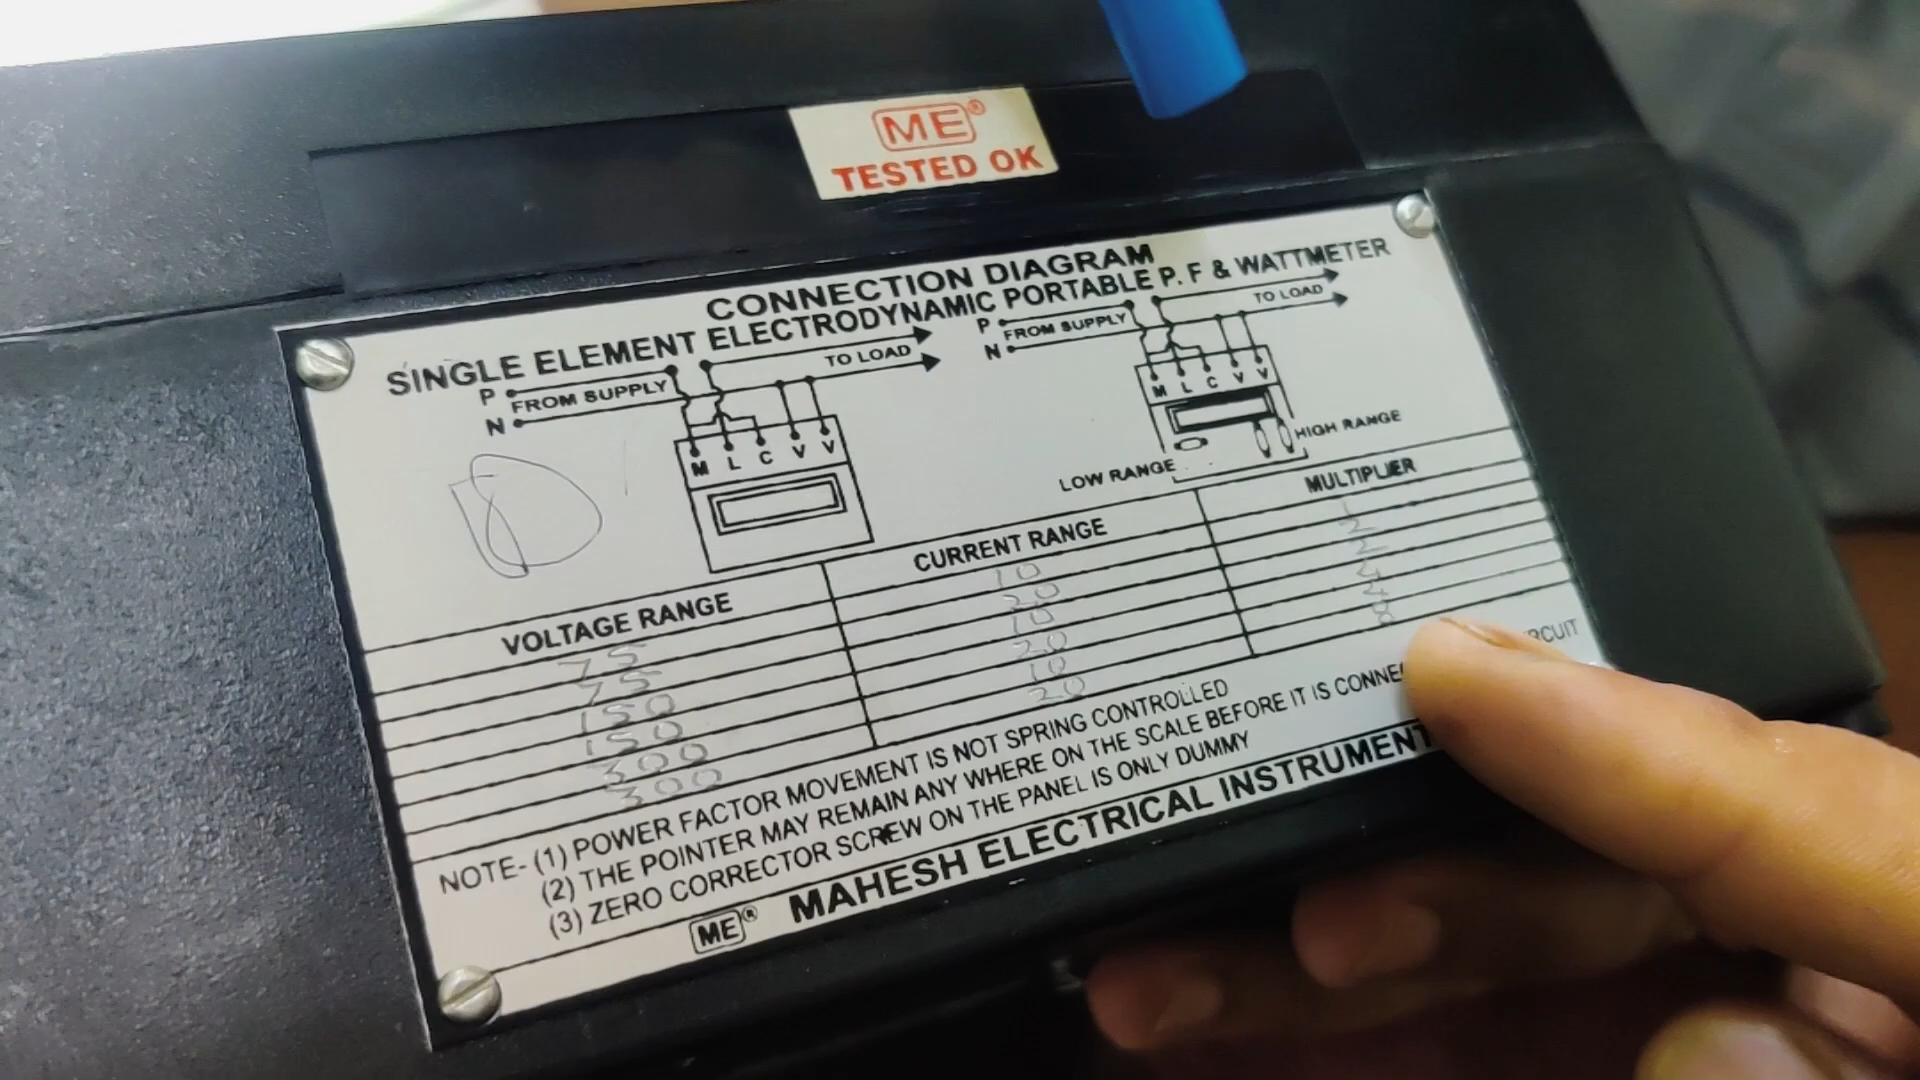 ME®
TESTED OK
CONNECTION DIAGRAM
SINGLE ELEMENT ELECTRODYNAMIC PORTABLE P. F & WATTMETER
P
FROM SUPPLY
N
TO LOAD
M L C V V
P
FROM SUPPLY
N
TO LOAD
M L C V V
LOW RANGE
HIGH RANGE
VOLTAGE RANGE CURRENT RANGE MULTIPLIER
75 10
75 20
150 10
150 20
300 10
300 20
NOTE- (1) POWER FACTOR MOVEMENT IS NOT SPRING CONTROLLED
(2) THE POINTER MAY REMAIN ANY WHERE ON THE SCALE BEFORE IT IS
(3) ZERO CORRECTOR SCREW ON THE PANEL IS ONLY DUMMY
ME® MAHESH ELECTRICAL INSTRUMENT